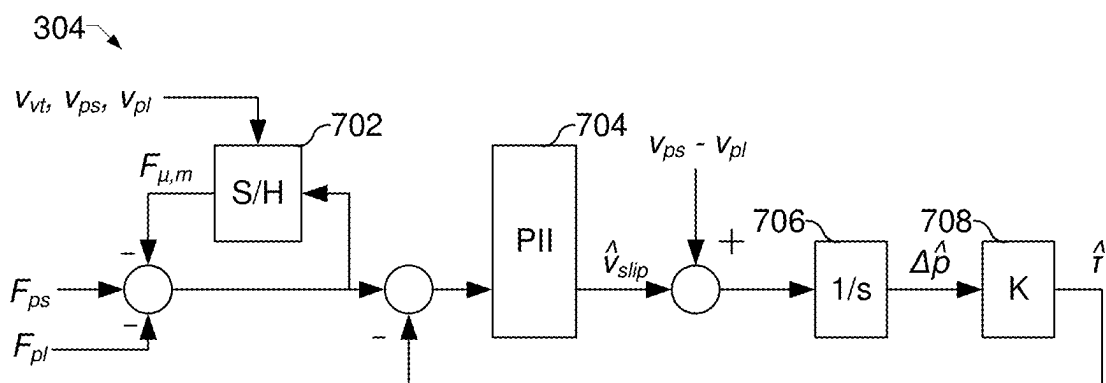 304
v_vt, v_ps, v_pl
702
704
v_ps - v_pl
F_μ,m
S/H
PII
+
706
708
-
v̂_slip
Δp̂
τ̂
F_ps
1/s
K
-
F_pl
-